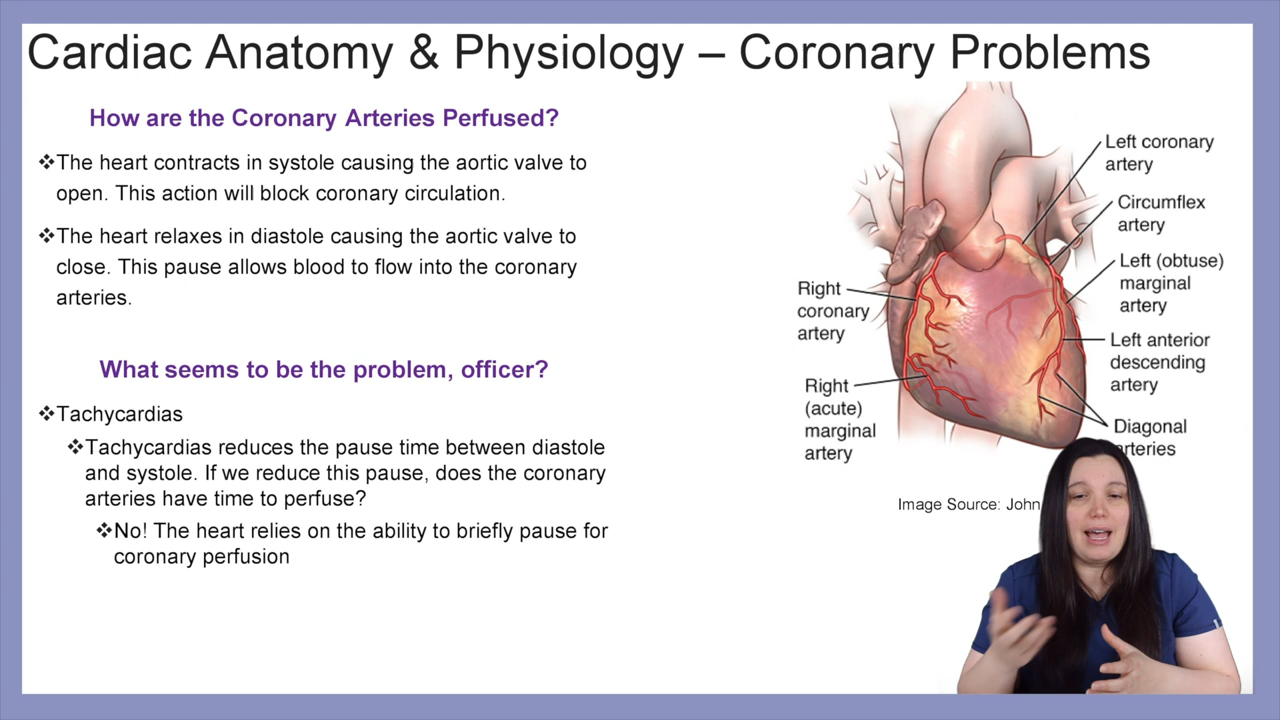 Cardiac Anatomy & Physiology – Coronary Problems
How are the Coronary Arteries Perfused?
❖The heart contracts in systole causing the aortic valve to
open. This action will block coronary circulation.
❖The heart relaxes in diastole causing the aortic valve to
close. This pause allows blood to flow into the coronary
arteries.
What seems to be the problem, officer?
❖Tachycardias
❖Tachycardias reduces the pause time between diastole
and systole. If we reduce this pause, does the coronary
arteries have time to perfuse?
❖No! The heart relies on the ability to briefly pause for
coronary perfusion
Left coronary
artery
Circumflex
artery
Left (obtuse)
marginal
artery
Left anterior
descending
artery
Diagonal
arteries
Right
coronary
artery
Right
(acute)
marginal
artery
Image Source: John